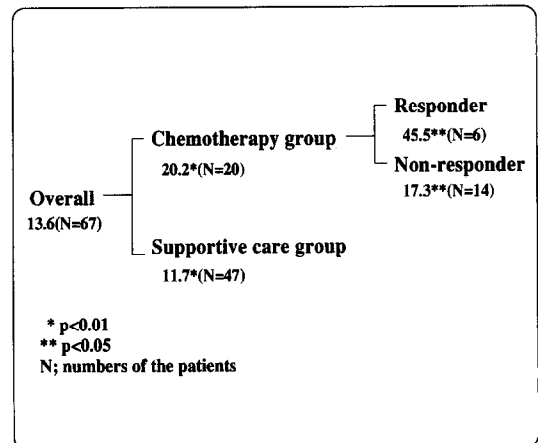 Responder
45.5**(N=6)
Chemotherapy group
20.2*(N=20)
Non-responder
17.3**(N=14)
Overall
13.6(N=67)
Supportive care group
11.7*(N=47)
* p<0.01
** p<0.05
N; numbers of the patients